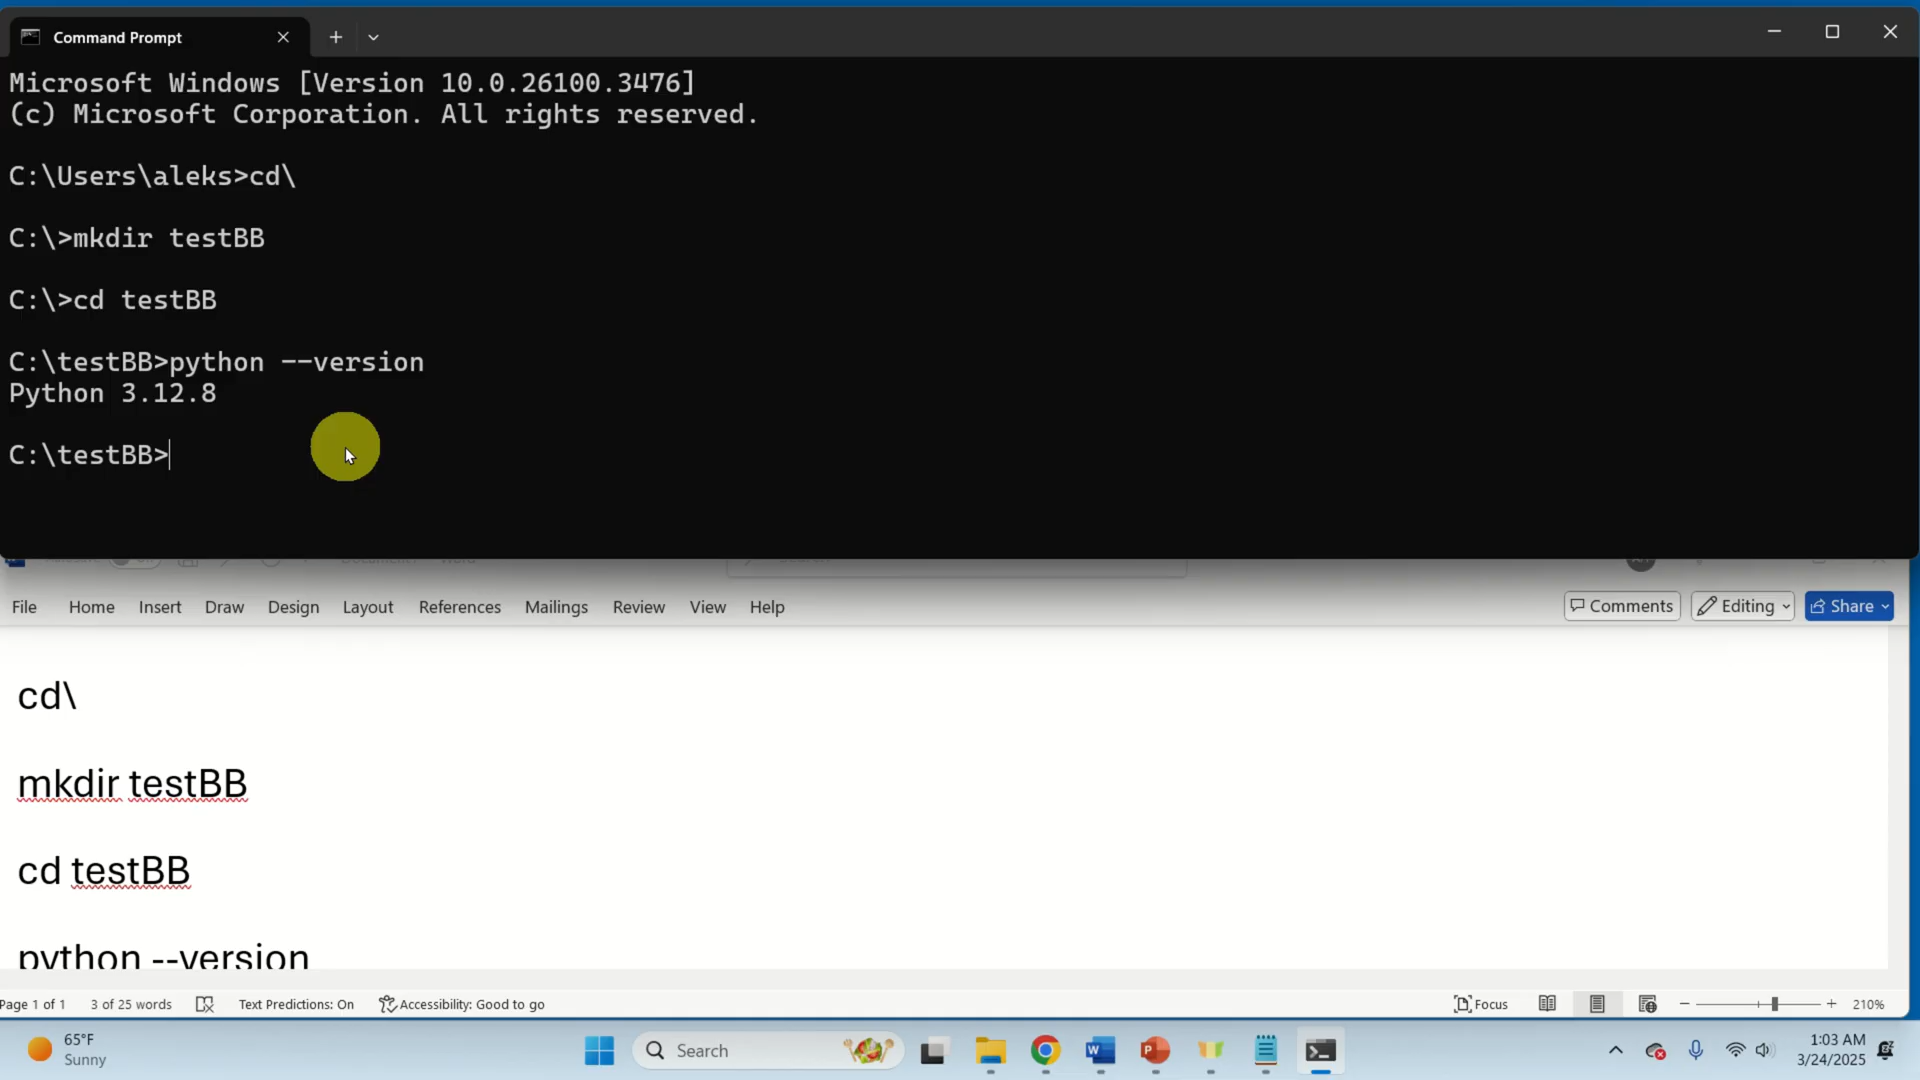 Command Prompt
Microsoft Windows [Version 10.0.26100.3476]
(c) Microsoft Corporation. All rights reserved.
C:\Users\aleks>cd\
C:\>mkdir testBB
C:\>cd testBB
C:\testBB>python --version
Python 3.12.8
C:\testBB>
File Home Insert Draw Design Layout References Mailings Review View Help Comments Editing Share
cd\
mkdir testBB
cd testBB
python --version
Page 1 of 1 3 of 25 words Text Predictions: On Accessibility: Good to go Focus 210%
65°F
Sunny
Search
1:03 AM
3/24/2025